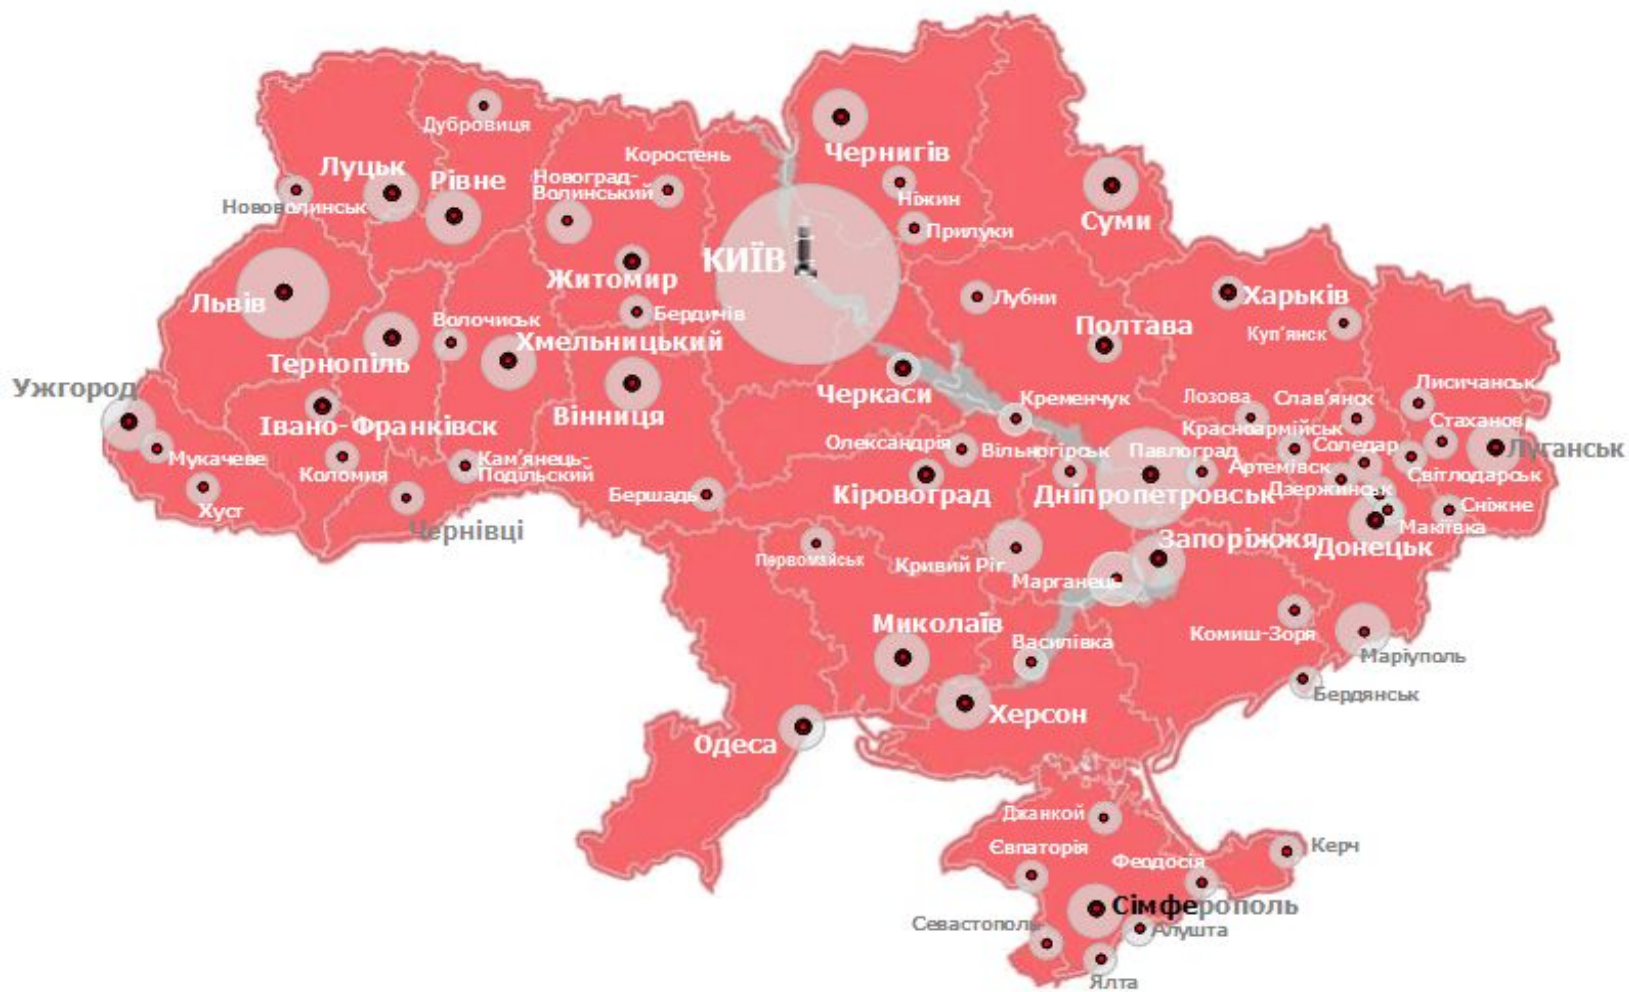 Дубровиця
Чернигів
Коростень
Луцьк
Рівне
Новоград-
Волинський
Ніжин
Нововолинськ
Суми
Прилуки
КИЇВ
Житомир
Львів
Лубни
Харьків
Бердичів
Волочиськ
Полтава
Куп'янск
Хмельницький
Тернопіль
Ужгород
Черкаси
Лисичанськ
Вінниця
Кременчук
Лозова
Слав'янск
Івано-Франківск
Стаханов
Красноармійськ
Олександрія
Вільногірськ
Павлоград
Соледар
Луганськ
Мукачеве
Кам'янець-
Подільский
Коломия
Артемівск
Світлодарськ
Бершадь
Кіровоград
Дніпропетровськ
Дзержинськ
Хуст
Сніжне
Чернівці
Макіївка
Запоріжжя
Донецьк
Первомайськ
Кривий Ріг
Марганець
Миколаїв
Василівка
Комиш-Зоря
Маріуполь
Бердянськ
Херсон
Одеса
Джанкой
Євпаторія
Керч
Феодосія
Сімферополь
Севастополь
Алушта
Ялта